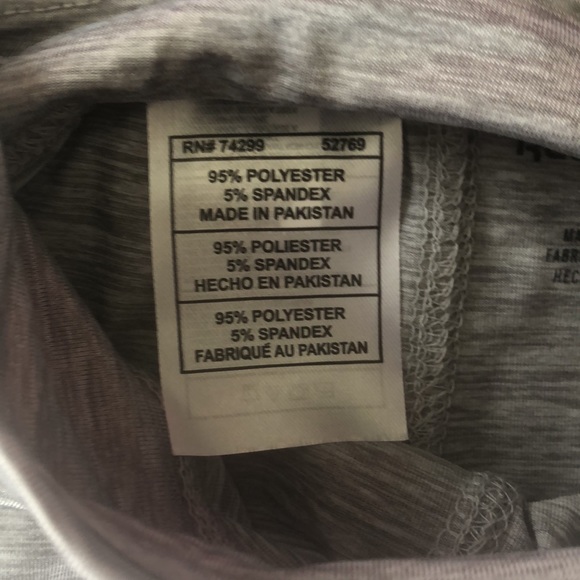 RN# 74299 52769
95% POLYESTER
5% SPANDEX
MADE IN PAKISTAN
95% POLIESTER
5% SPANDEX
HECHO EN PAKISTAN
95% POLYESTER
5% SPANDEX
FABRIQUÉ AU PAKISTAN